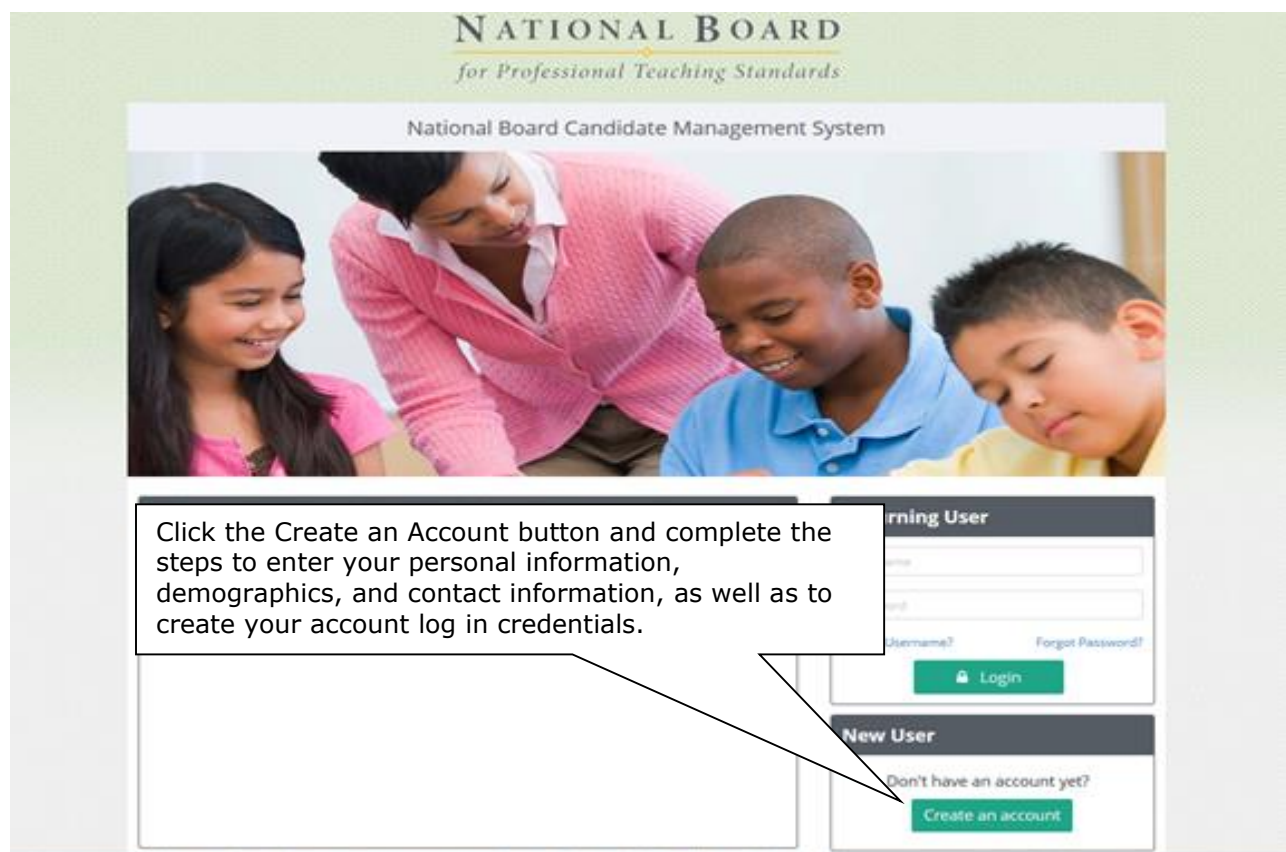 NATIONAL BOARD
for Professional Teaching Standards
National Board Candidate Management System
Click the Create an Account button and complete the
steps to enter your personal information,
demographics, and contact information, as well as to
create your account log in credentials.
User
Username?
Forgot Password?
Login
New User
Don't have an account yet?
Create an account